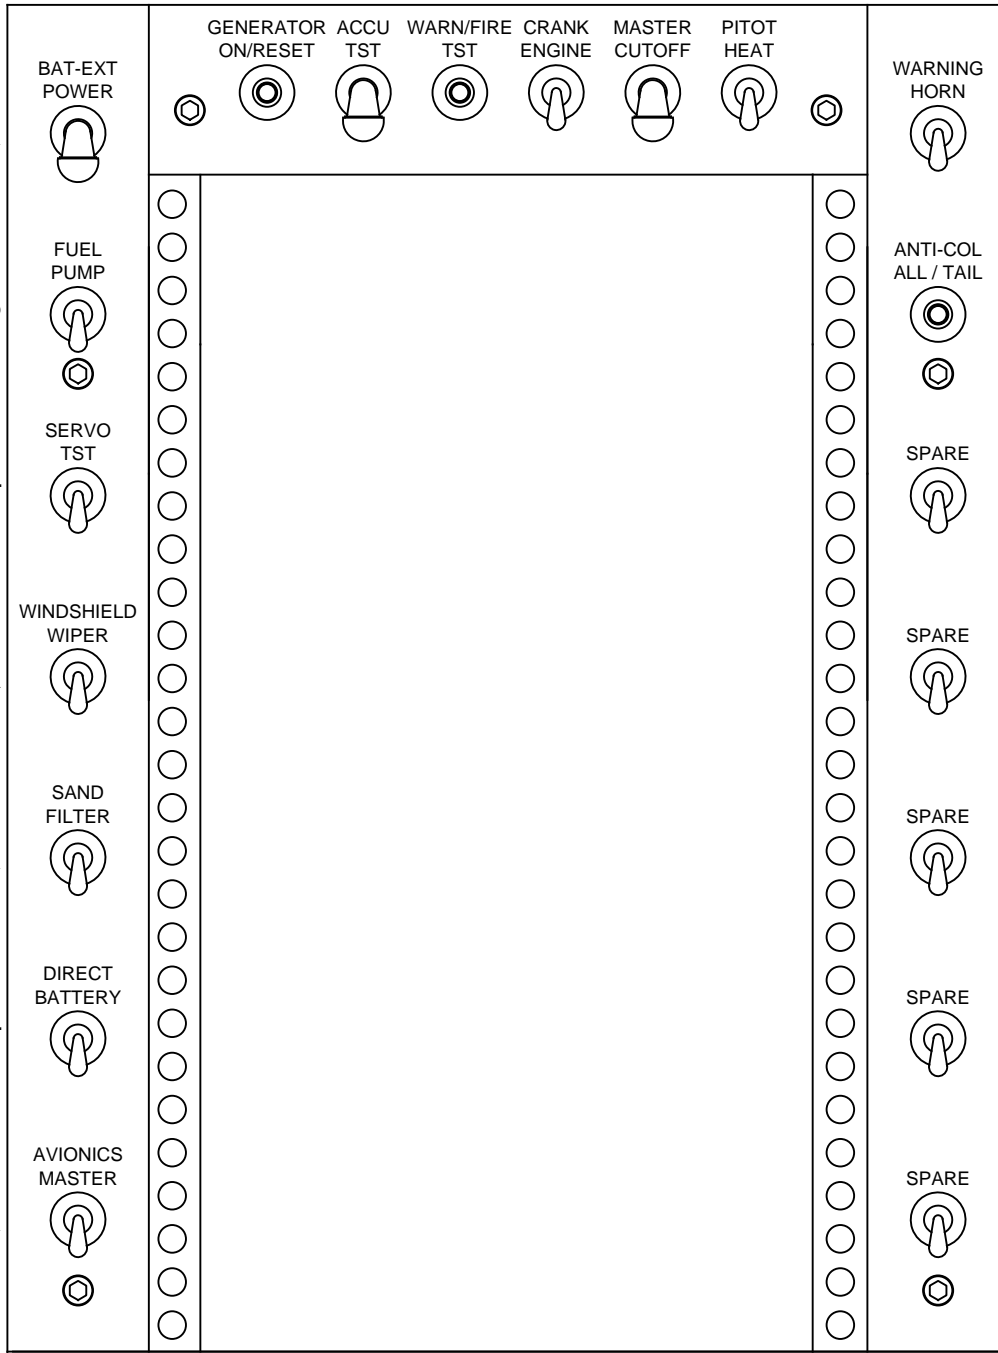 GENERATOR
ON/RESET
ACCU
TST
WARN/FIRE
TST
CRANK
ENGINE
MASTER
CUTOFF
PITOT
HEAT
BAT-EXT
POWER
FUEL
PUMP
SERVO
TST
WINDSHIELD
WIPER
SAND
FILTER
DIRECT
BATTERY
AVIONICS
MASTER
WARNING
HORN
ANTI-COL
ALL / TAIL
SPARE
SPARE
SPARE
SPARE
SPARE